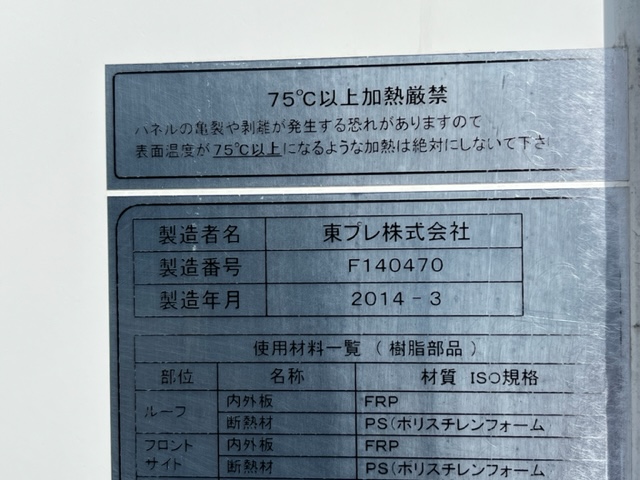 75℃以上加熱厳禁
パネルの亀裂や剥離が発生する恐れがありますので
表面温度が75℃以上になるような加熱は絶対にしないで下さ
製造者名 東プレ株式会社
製造番号 F140470
製造年月 2014-3
使用材料一覧 (樹脂部品)
部位 名称 材質 ISO規格
ルーフ 内外板 FRP
断熱材 PS(ポリスチレンフォーム)
フロント 内外板 FRP
サイト 断熱材 PS(ポリスチレンフォーム